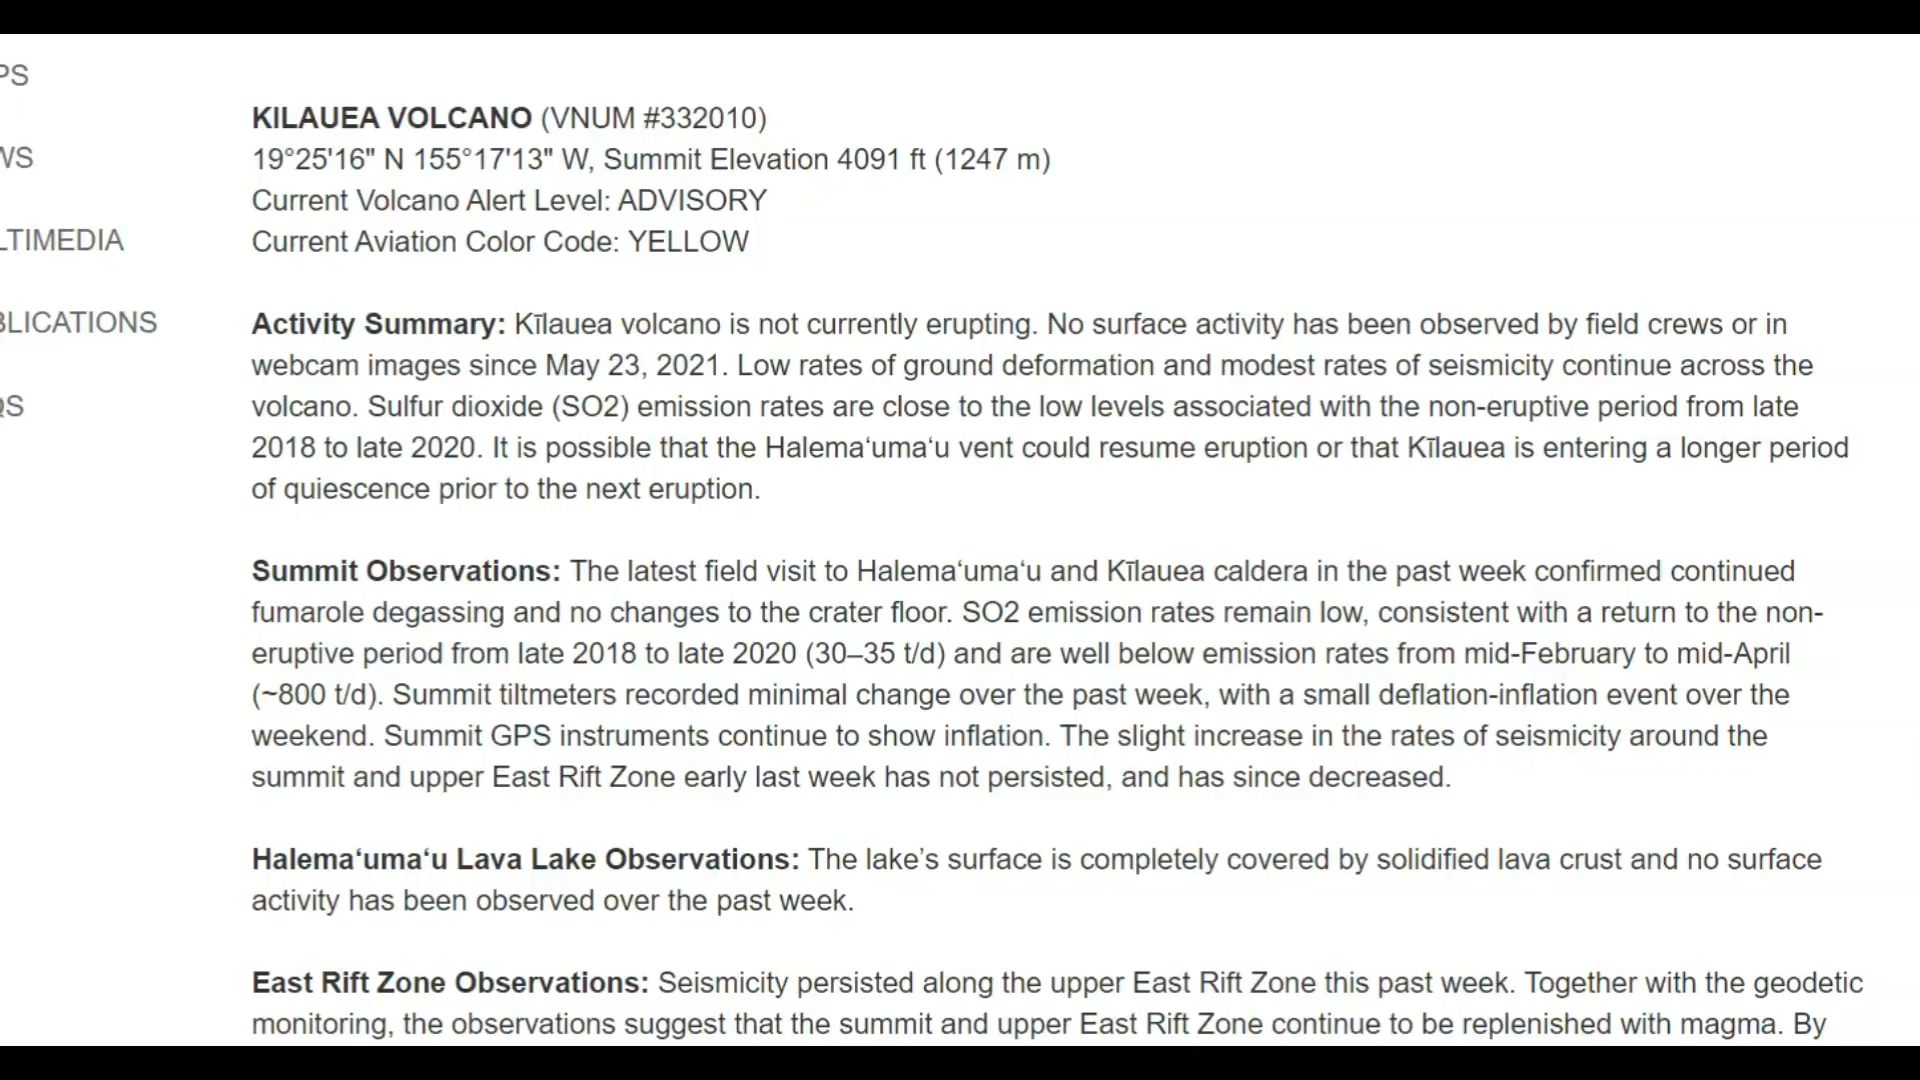 PS
KILAUEA VOLCANO (VNUM #332010)
WS
19°25'16" N 155°17'13" W, Summit Elevation 4091 ft (1247 m)
Current Volcano Alert Level: ADVISORY
LTIMEDIA
Current Aviation Color Code: YELLOW
BLICATIONS
Activity Summary: Kīlauea volcano is not currently erupting. No surface activity has been observed by field crews or in
webcam images since May 23, 2021. Low rates of ground deformation and modest rates of seismicity continue across the
QS
volcano. Sulfur dioxide (SO2) emission rates are close to the low levels associated with the non-eruptive period from late
2018 to late 2020. It is possible that the Halemaʻumaʻu vent could resume eruption or that Kīlauea is entering a longer period
of quiescence prior to the next eruption.
Summit Observations: The latest field visit to Halemaʻumaʻu and Kīlauea caldera in the past week confirmed continued
fumarole degassing and no changes to the crater floor. SO2 emission rates remain low, consistent with a return to the non-
eruptive period from late 2018 to late 2020 (30–35 t/d) and are well below emission rates from mid-February to mid-April
(~800 t/d). Summit tiltmeters recorded minimal change over the past week, with a small deflation-inflation event over the
weekend. Summit GPS instruments continue to show inflation. The slight increase in the rates of seismicity around the
summit and upper East Rift Zone early last week has not persisted, and has since decreased.
Halemaʻumaʻu Lava Lake Observations: The lake’s surface is completely covered by solidified lava crust and no surface
activity has been observed over the past week.
East Rift Zone Observations: Seismicity persisted along the upper East Rift Zone this past week. Together with the geodetic
monitoring, the observations suggest that the summit and upper East Rift Zone continue to be replenished with magma. By